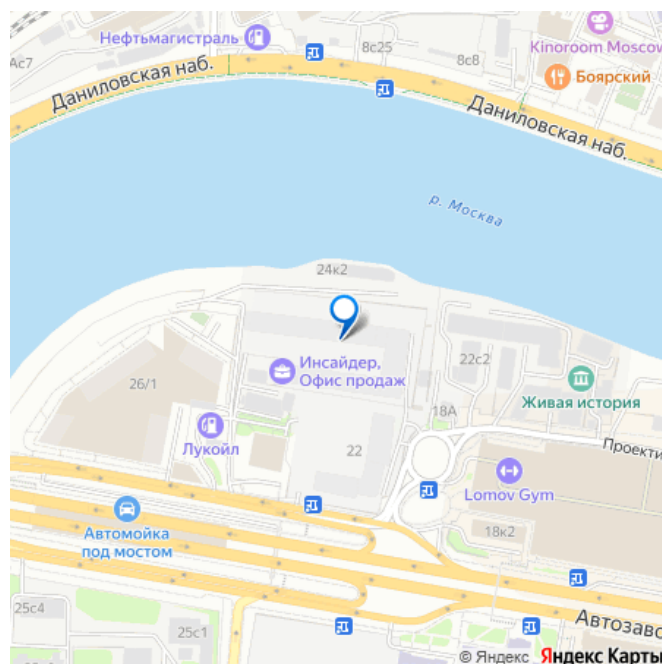 Нефтьмагистраль
8с25
8с8
Kinoroom Moscow
Боярский
Ас7
Даниловская наб.
Даниловская наб.
р. Москва
24к2
26/1
Инсайдер,
Офис продаж
22с2
Живая история
18А
Лукойл
22
Проекти
Lomov Gym
18к2
Автомойка
под мостом
25с4
25с1
Автозаво
© Яндекс Яндекс Карты